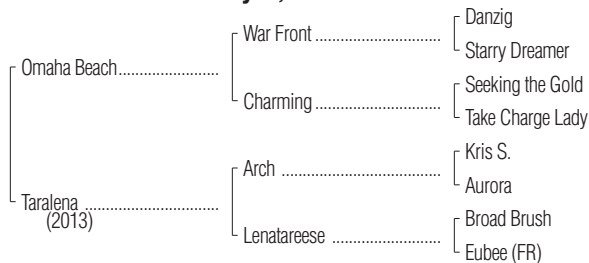 Danzig
War Front
Starry Dreamer
Omaha Beach
Seeking the Gold
Charming
Take Charge Lady
Kris S.
Arch
Aurora
Taralena
(2013)
Broad Brush
Lenatareese
Eubee (FR)